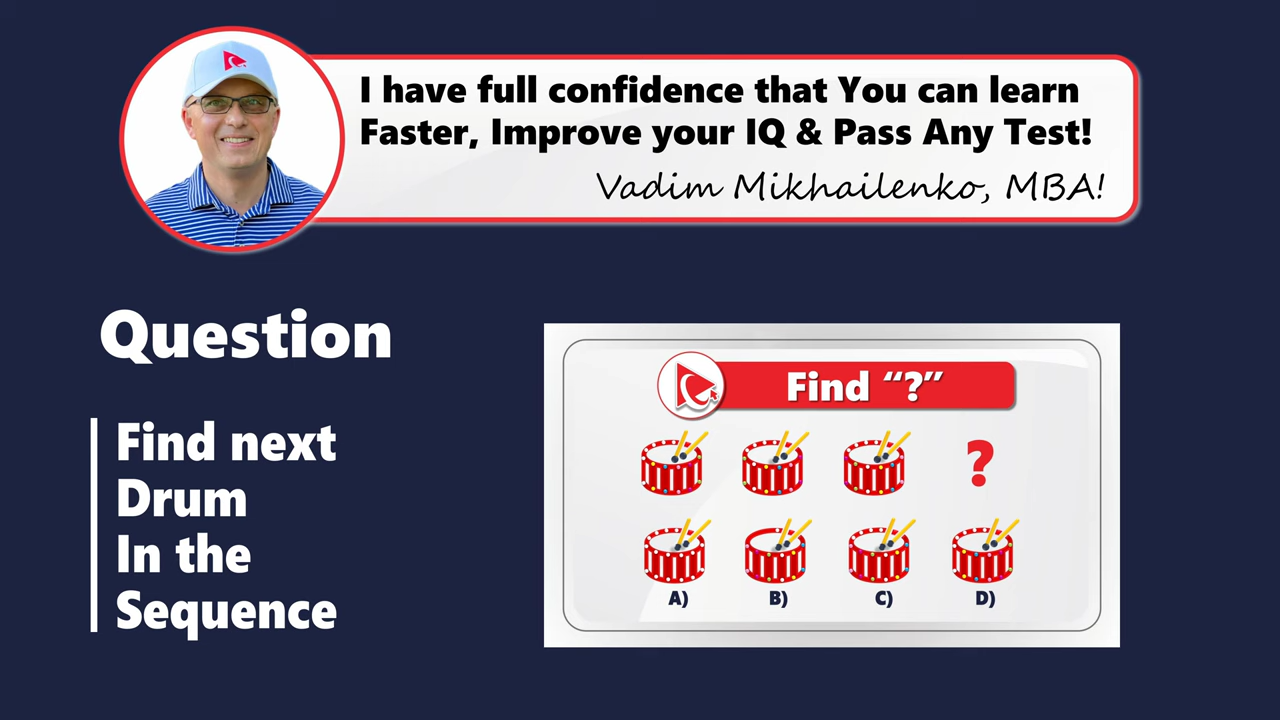 I have full confidence that You can learn
Faster, Improve your IQ & Pass Any Test!
Vadim Mikhailenko, MBA!
Question
Find next
Drum
In the
Sequence
Find “?”
?
A) B) C) D)